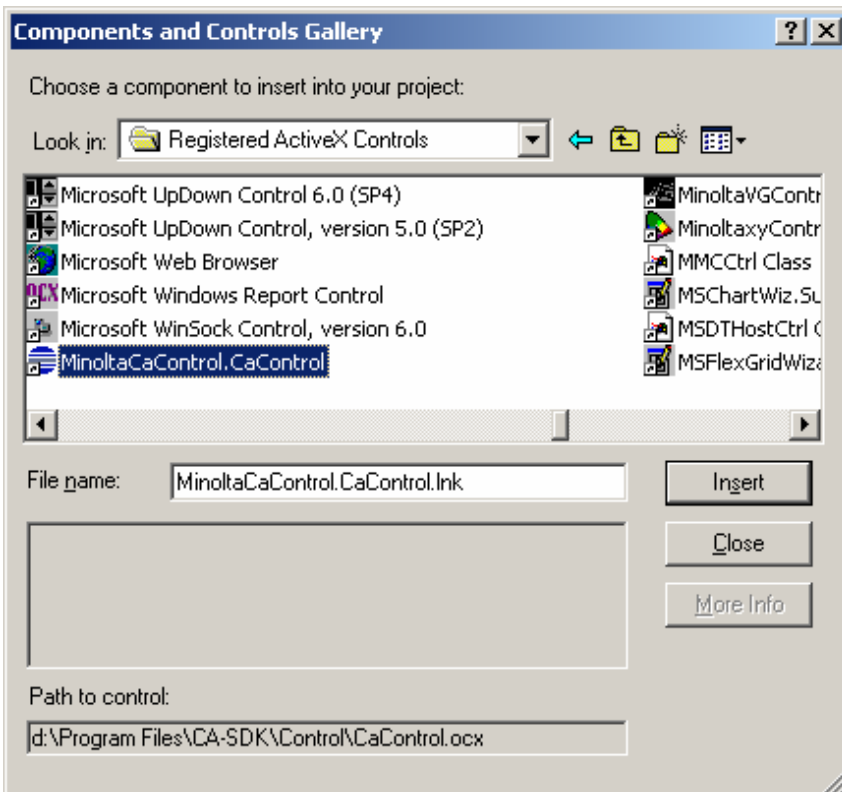 Components and Controls Gallery
Choose a component to insert into your project:
Look in: Registered ActiveX Controls
Microsoft UpDown Control 6.0 (SP4)
Microsoft UpDown Control, version 5.0 (SP2)
Microsoft Web Browser
Microsoft Windows Report Control
Microsoft WinSock Control, version 6.0
MinoltaCaControl.CaControl
MinoltaVGContr
MinoltaxyContr
MMCCtrl Class
MSChartWiz.Su
MSDTHostCtrl C
MSFlexGridWiza
File name: MinoltaCaControl.CaControl.lnk
Insert
Close
More Info
Path to control:
d:\Program Files\CA-SDK\Control\CaControl.ocx